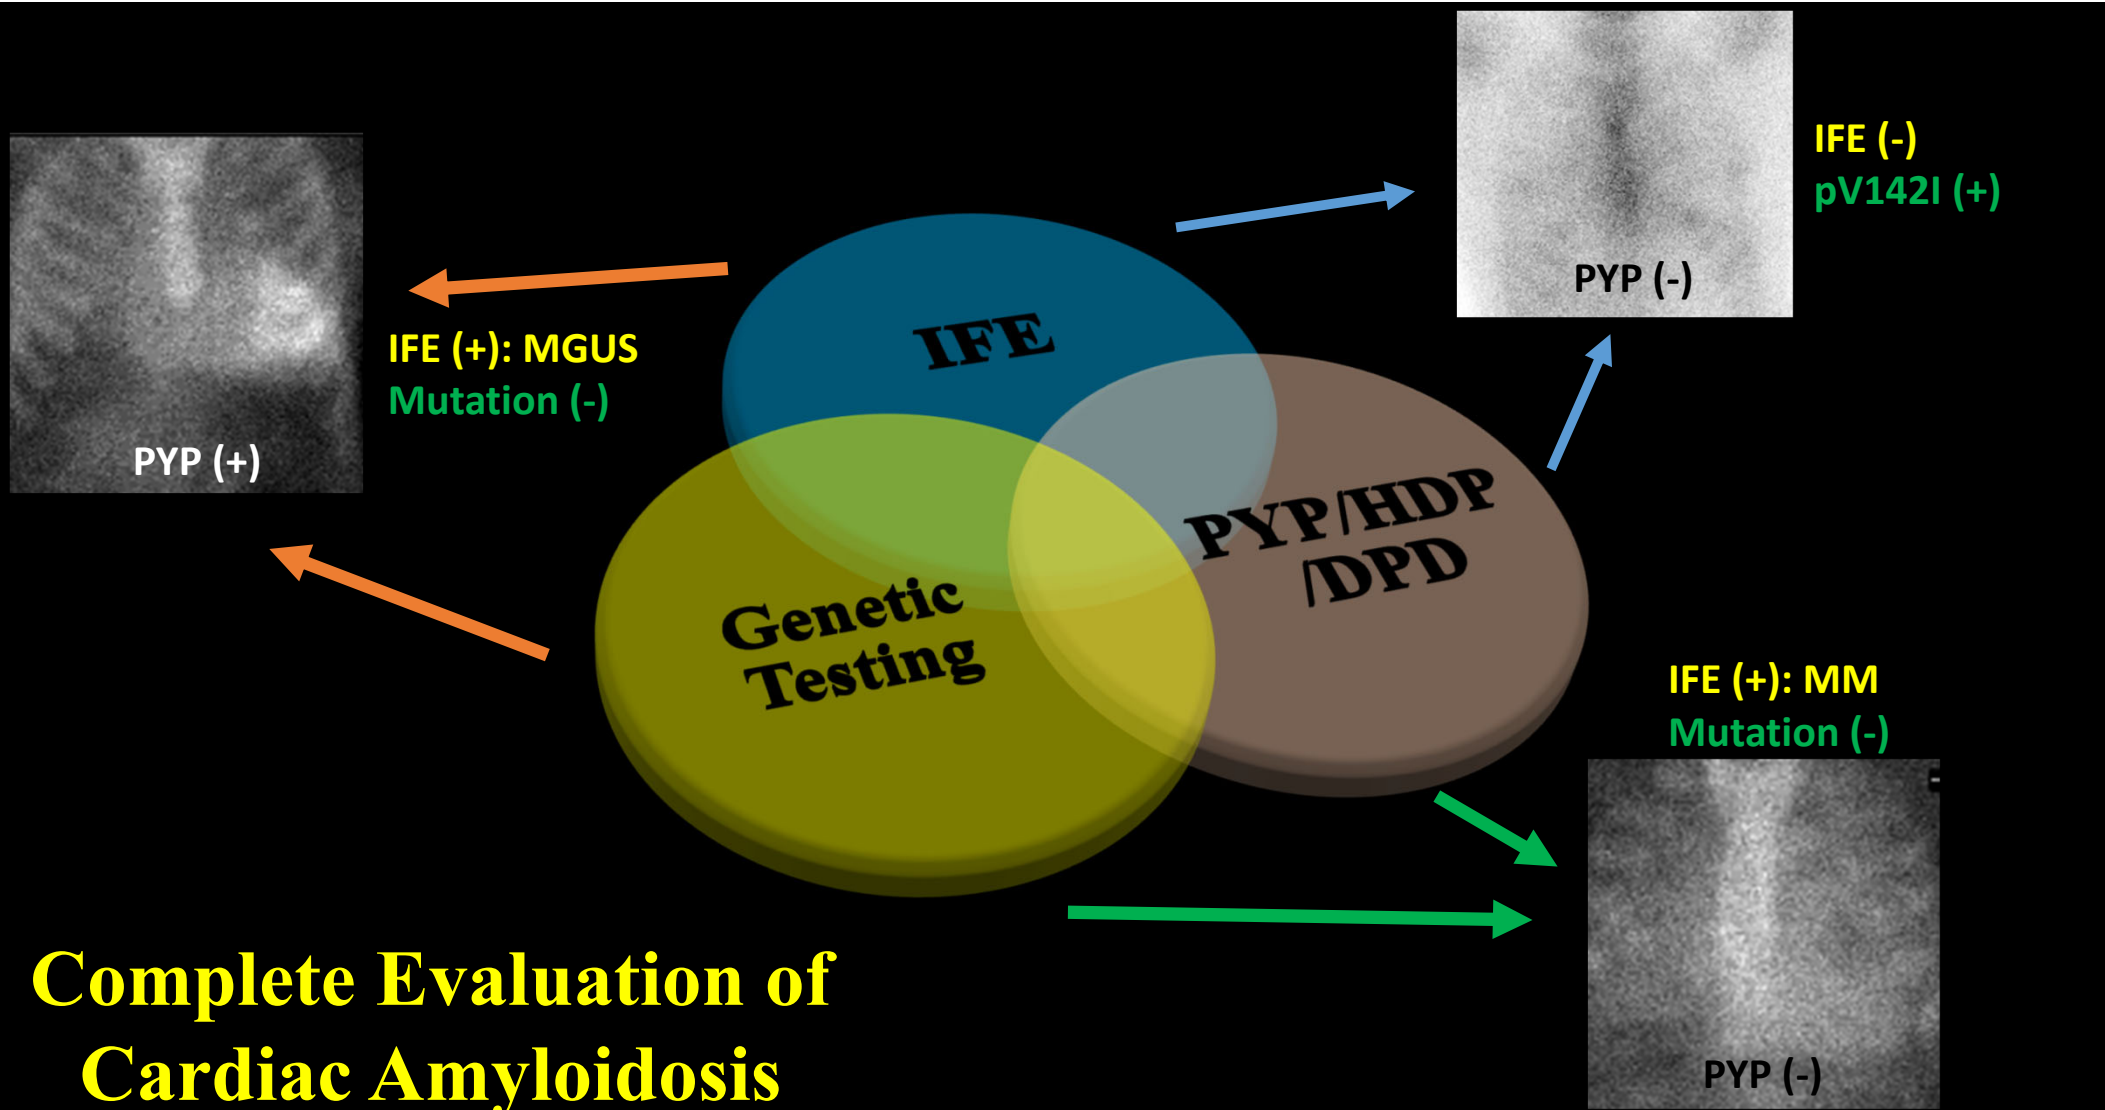 IFE (-)
pV142I (+)
PYP (-)
IFE (+): MGUS
Mutation (-)
PYP (+)
IFE
PYP/HDP
/DPD
Genetic
Testing
IFE (+): MM
Mutation (-)
PYP (-)
Complete Evaluation of
Cardiac Amyloidosis